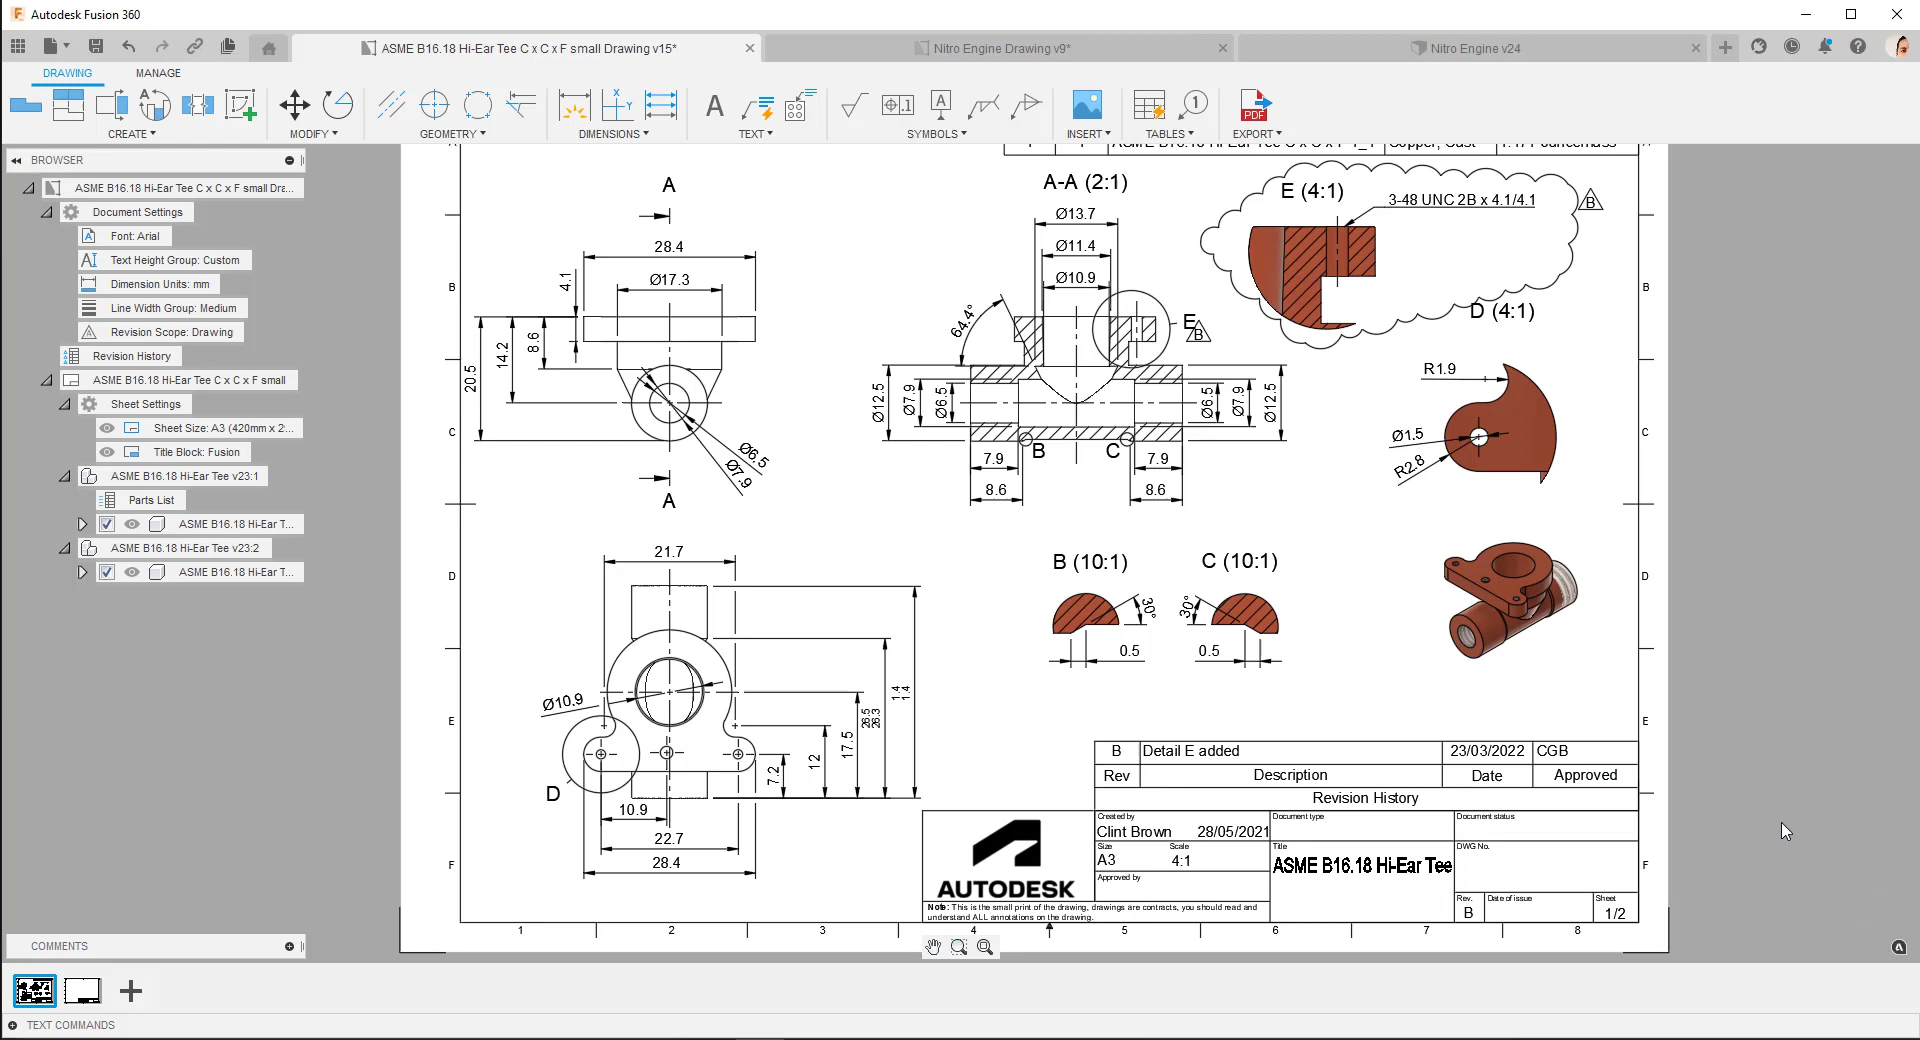 Autodesk Fusion 360
ASME B16.18 Hi-Ear Tee C x C x F small Drawing v15*
Nitro Engine Drawing v9*
Nitro Engine v24
DRAWING
MANAGE
CREATE
MODIFY
GEOMETRY
DIMENSIONS
TEXT
SYMBOLS
INSERT
TABLES
EXPORT
PDF
BROWSER
ASME B16.18 Hi-Ear Tee C x C x F small Dra...
Document Settings
Font: Arial
Text Height Group: Custom
Dimension Units: mm
Line Width Group: Medium
Revision Scope: Drawing
Revision History
ASME B16.18 Hi-Ear Tee C x C x F small
Sheet Settings
Sheet Size: A3 (420mm x 2...
Title Block: Fusion
ASME B16.18 Hi-Ear Tee v23:1
Parts List
ASME B16.18 Hi-Ear T...
ASME B16.18 Hi-Ear Tee v23:2
ASME B16.18 Hi-Ear T...
COMMENTS
TEXT COMMANDS
A
28.4
4.1
Ø17.3
20.5
14.2
8.6
Ø6.5
Ø7.9
A
A-A (2:1)
Ø13.7
Ø11.4
Ø10.9
64.4°
E
B
Ø12.5
Ø7.9
Ø6.5
Ø6.5
Ø7.9
Ø12.5
B
C
7.9
7.9
8.6
8.6
E (4:1)
3-48 UNC 2B x 4.1/4.1
B
D (4:1)
R1.9
Ø1.5
R2.8
21.7
Ø10.9
D
10.9
22.7
28.4
7.2
12
17.5
26.5
26.3
1.4
1.4
B (10:1)
30°
0.5
C (10:1)
30°
0.5
B
C
D
E
F
B
C
D
E
F
1
2
3
4
5
6
7
8
B Detail E added 23/03/2022 CGB
Rev Description Date Approved
Revision History
AUTODESK
Created by
Clint Brown 28/05/2021
Document type
Document status
Size
A3
Scale
4:1
Title
ASME B16.18 Hi-Ear Tee
DWG No.
Approved by
Rev.
B
Date of issue
Sheet
1/2
Note: This is the small print of the drawing, drawings are contracts, you should read and
understand ALL annotations on the drawing.